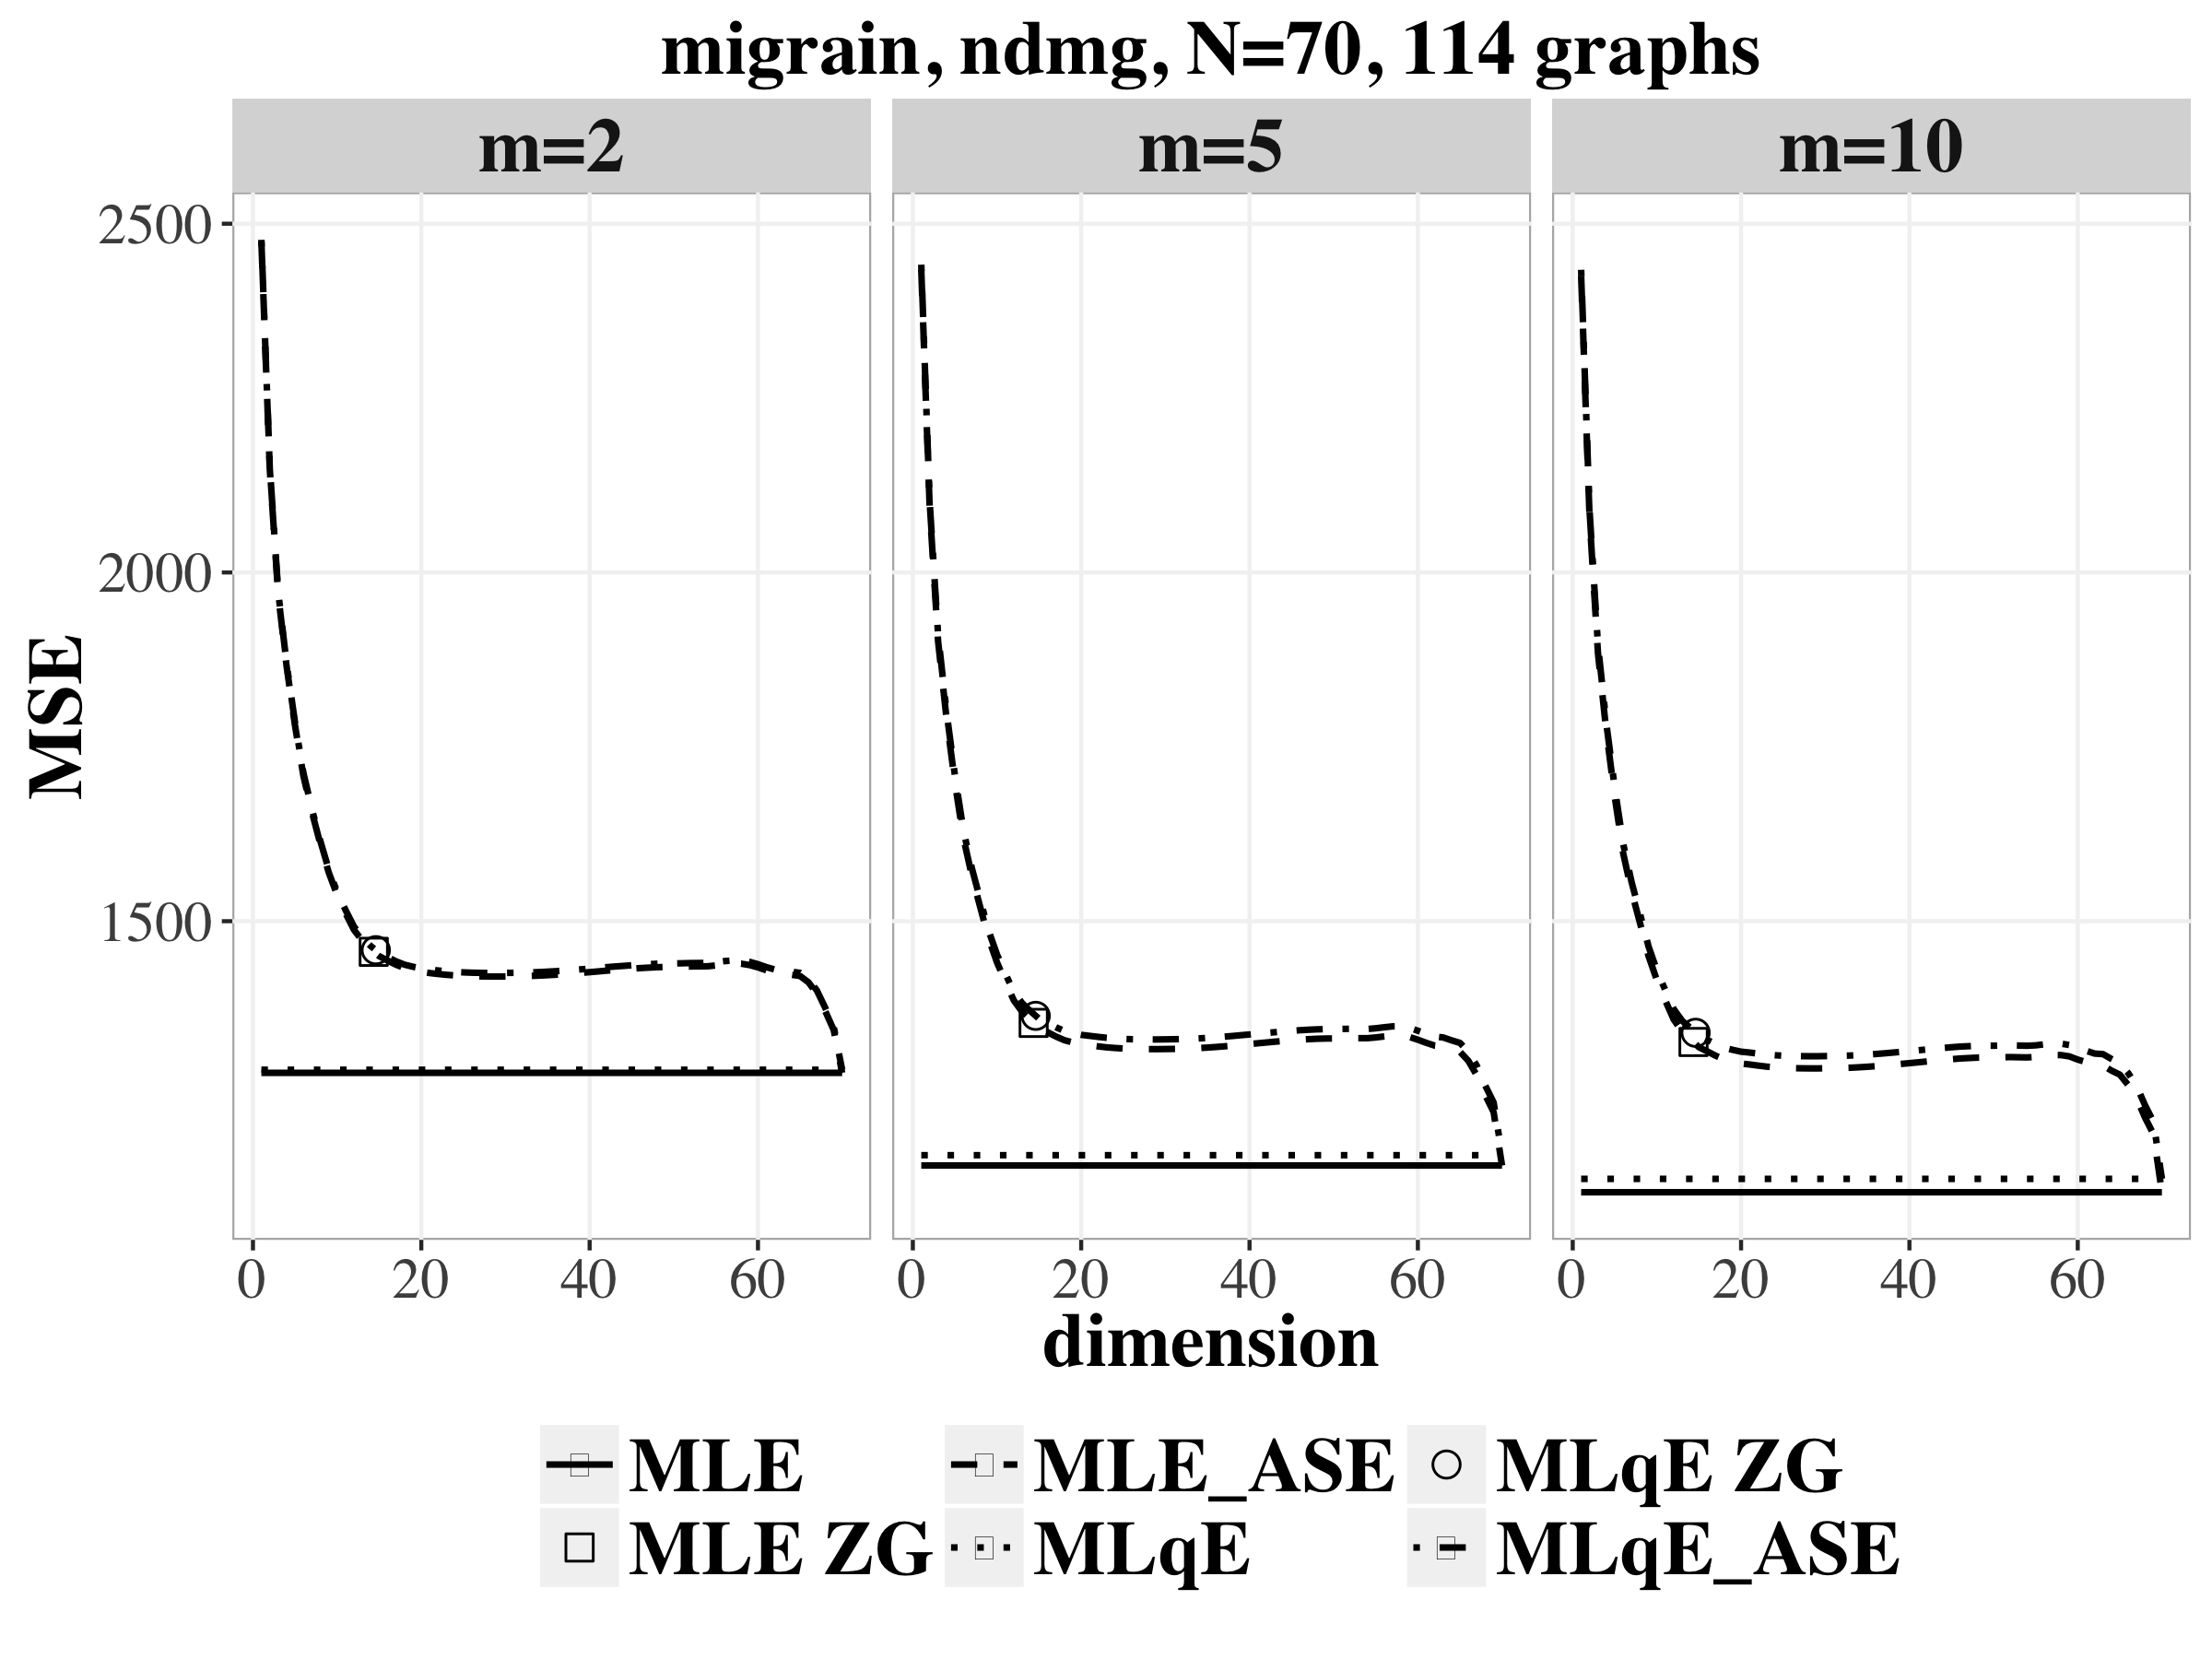 migrain, ndmg, N=70, 114 graphs
m=2 m=5 m=10
2500
2000
1500
MSE
0 20 40 60 0 20 40 60 0 20 40 60
dimension
MLE MLE_ASE MLqE ZG
MLE ZG MLqE MLqE_ASE